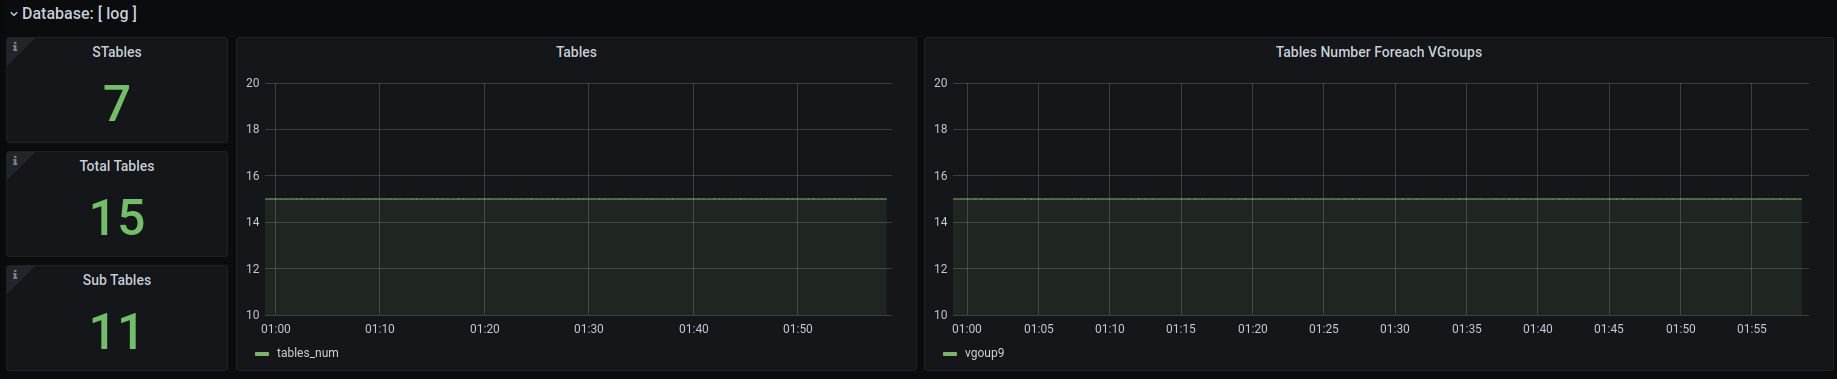 Database: [ log ]
STables
7
Total Tables
15
Sub Tables
11
Tables
20
18
16
14
12
10
01:00 01:10 01:20 01:30 01:40 01:50
tables_num
Tables Number Foreach VGroups
20
18
16
14
12
10
01:00 01:05 01:10 01:15 01:20 01:25 01:30 01:35 01:40 01:45 01:50 01:55
vgoup9